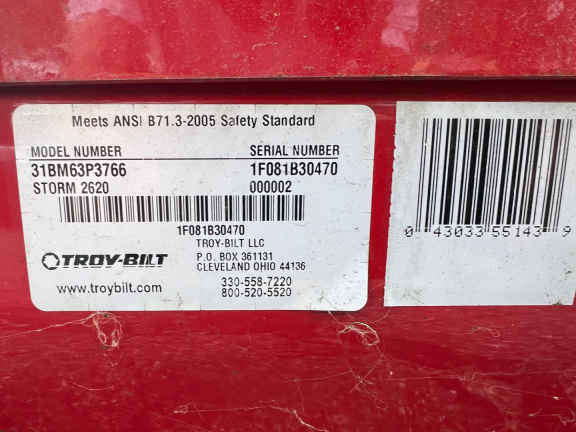 Meets ANSI B71.3-2005 Safety Standard
MODEL NUMBER SERIAL NUMBER
31BM63P3766 1F081B30470
STORM 2620 000002
1F081B30470
TROY-BILT
TROY-BILT LLC
P.O. BOX 361131
CLEVELAND OHIO 44136
www.troybilt.com
330-558-7220
800-520-5520
0 43033 55143 9